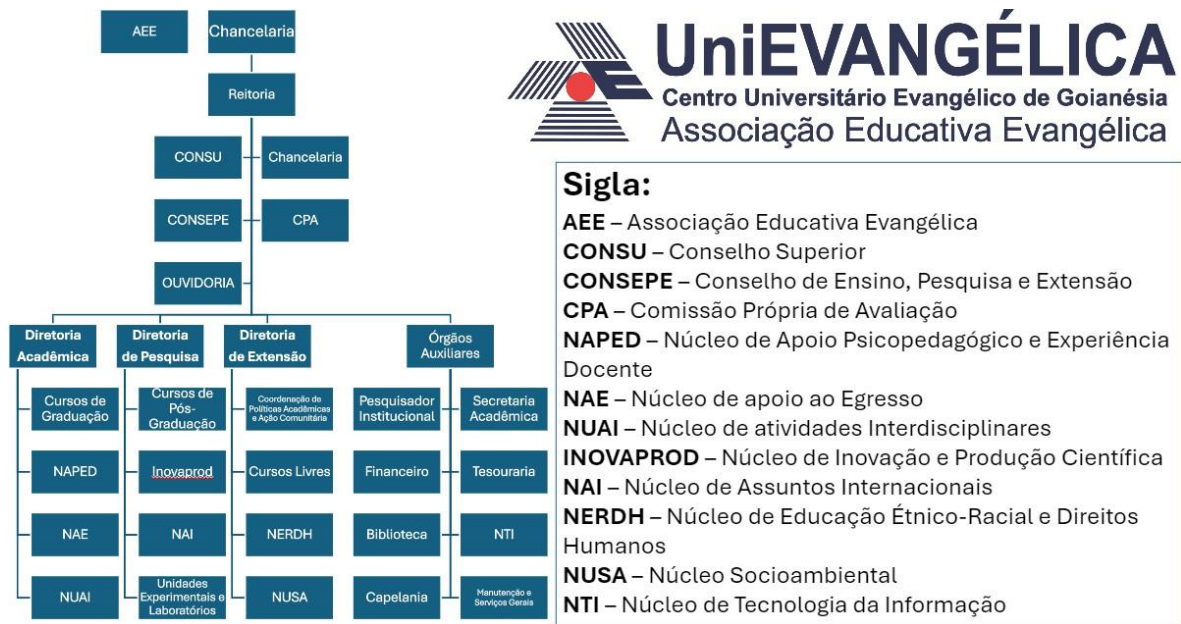 AEE
Chancelaria
Reitoria
CONSU
Chancelaria
CONSEPE
CPA
OUVIDORIA
Diretoria
Acadêmica
Diretoria
de Pesquisa
Diretoria
de Extensão
Órgãos
Auxiliares
Cursos de
Graduação
Cursos de
Pós-
Graduação
Coordenação de
Políticas Acadêmicas
e Ação Comunitária
Pesquisador
Institucional
Secretaria
Acadêmica
NAPED
Inovaprod
Cursos Livres
Financeiro
Tesouraria
NAE
NAI
NERDH
Biblioteca
NTI
NUAI
Unidades
Experimentais e
Laboratórios
NUSA
Capelania
Manutenção e
Serviços Gerais
UniEVANGÉLICA
Centro Universitário Evangélico de Goianésia
Associação Educativa Evangélica
Sigla:
AEE – Associação Educativa Evangélica
CONSU – Conselho Superior
CONSEPE – Conselho de Ensino, Pesquisa e Extensão
CPA – Comissão Própria de Avaliação
NAPED – Núcleo de Apoio Psicopedagógico e Experiência
Docente
NAE – Núcleo de apoio ao Egresso
NUAI – Núcleo de atividades Interdisciplinares
INOVAPROD – Núcleo de Inovação e Produção Científica
NAI – Núcleo de Assuntos Internacionais
NERDH – Núcleo de Educação Étnico-Racial e Direitos
Humanos
NUSA – Núcleo Socioambiental
NTI – Núcleo de Tecnologia da Informação